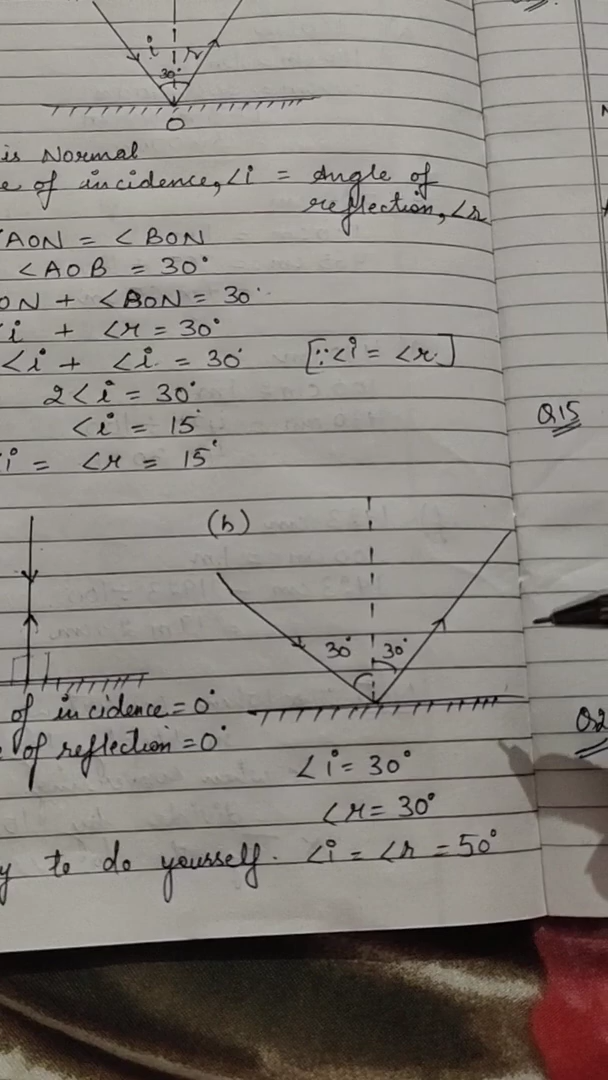 i r
30°
O
is Normal
of incidence, ∠i = Angle of
reflection, ∠r
∠AON = ∠BON
∠AOB = 30°
ON + ∠BON = 30°
∠i + ∠r = 30°
∠i + ∠i = 30° [∵ ∠i = ∠r]
2∠i = 30°
∠i = 15°
Q15
i = ∠r = 15°
(b)
30° 30°
of incidence = 0°
of reflection = 0°
Q2
∠i = 30°
∠r = 30°
to do yourself. ∠i = ∠r = 50°